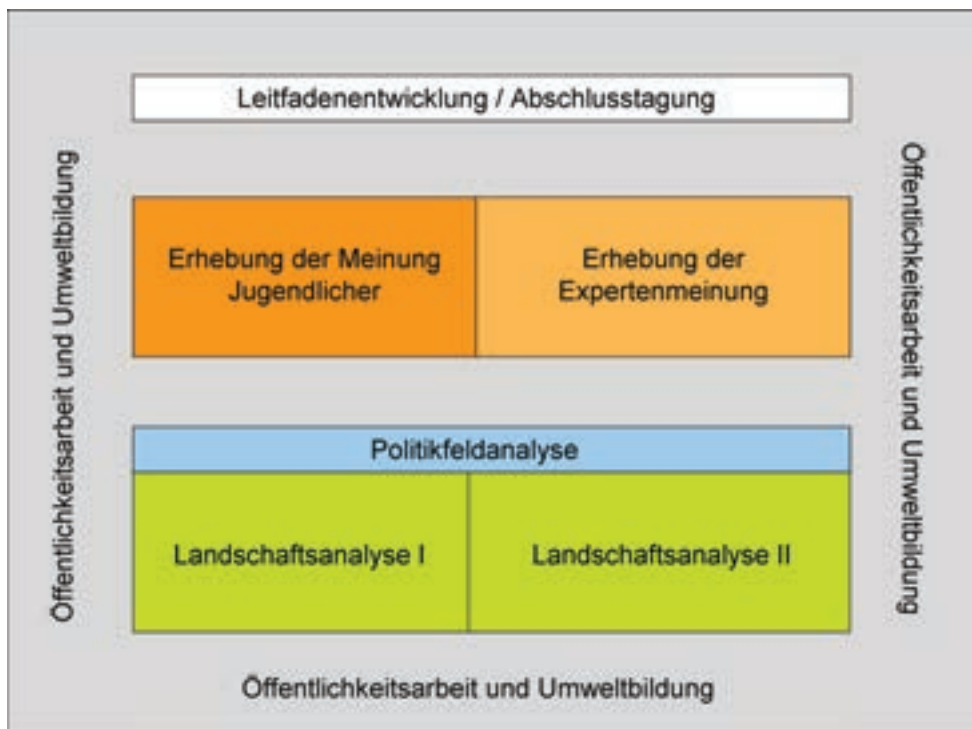 Leitfadenentwicklung / Abschlusstagung
Öffentlichkeitsarbeit und Umweltbildung
Erhebung der Meinung
Jugendlicher
Erhebung der
Expertenmeinung
Öffentlichkeitsarbeit und Umweltbildung
Politikfeldanalyse
Landschaftsanalyse I
Landschaftsanalyse II
Öffentlichkeitsarbeit und Umweltbildung